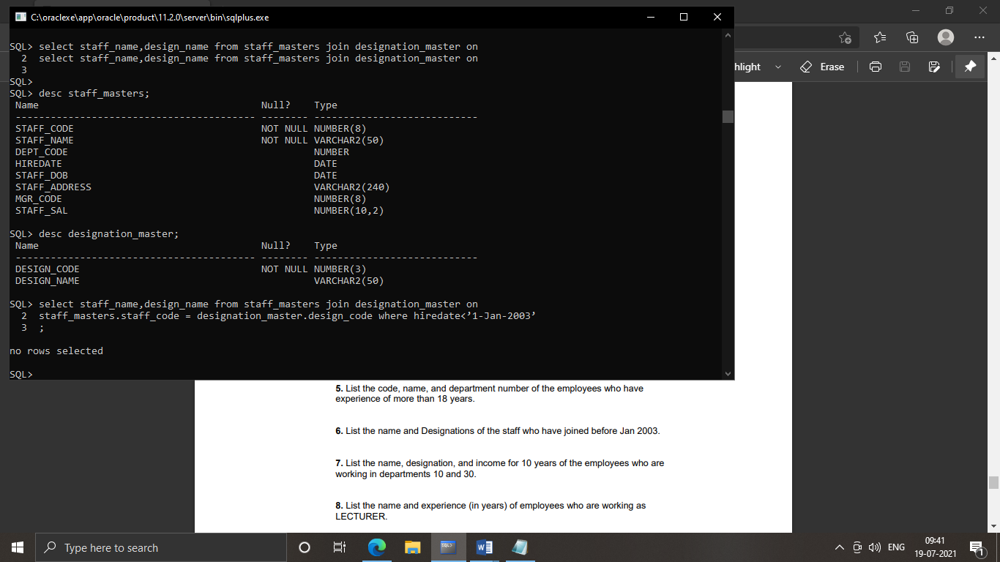 C:\oraclexe\app\oracle\product\11.2.0\server\bin\sqlplus.exe
SQL> select staff_name,design_name from staff_masters join designation_master on
2 select staff_name,design_name from staff_masters join designation_master on
3
SQL>
SQL> desc staff_masters;
Name Null? Type
----------------------------------------- -------- ----------------------------
STAFF_CODE NOT NULL NUMBER(8)
STAFF_NAME NOT NULL VARCHAR2(50)
DEPT_CODE NUMBER
HIREDATE DATE
STAFF_DOB DATE
STAFF_ADDRESS VARCHAR2(240)
MGR_CODE NUMBER(8)
STAFF_SAL NUMBER(10,2)
SQL> desc designation_master;
Name Null? Type
----------------------------------------- -------- ----------------------------
DESIGN_CODE NOT NULL NUMBER(3)
DESIGN_NAME VARCHAR2(50)
SQL> select staff_name,design_name from staff_masters join designation_master on
2 staff_masters.staff_code = designation_master.design_code where hiredate<’1-Jan-2003’
3 ;
no rows selected
SQL>
hlight Erase
5. List the code, name, and department number of the employees who have
experience of more than 18 years.
6. List the name and Designations of the staff who have joined before Jan 2003.
7. List the name, designation, and income for 10 years of the employees who are
working in departments 10 and 30.
8. List the name and experience (in years) of employees who are working as
LECTURER.
Type here to search
ENG
09:41
19-07-2021
1